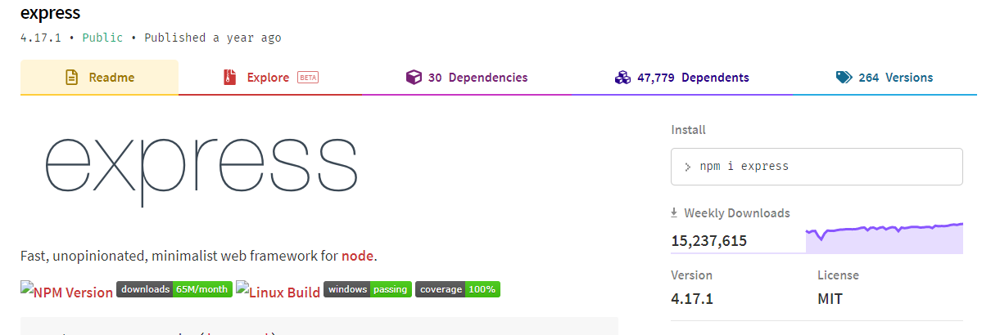 express
4.17.1 • Public • Published a year ago
Readme
Explore BETA
30 Dependencies
47,779 Dependents
264 Versions
express
Fast, unopinionated, minimalist web framework for node.
NPM Version downloads 65M/month Linux Build windows passing coverage 100%
Install
> npm i express
Weekly Downloads
15,237,615
Version
4.17.1
License
MIT